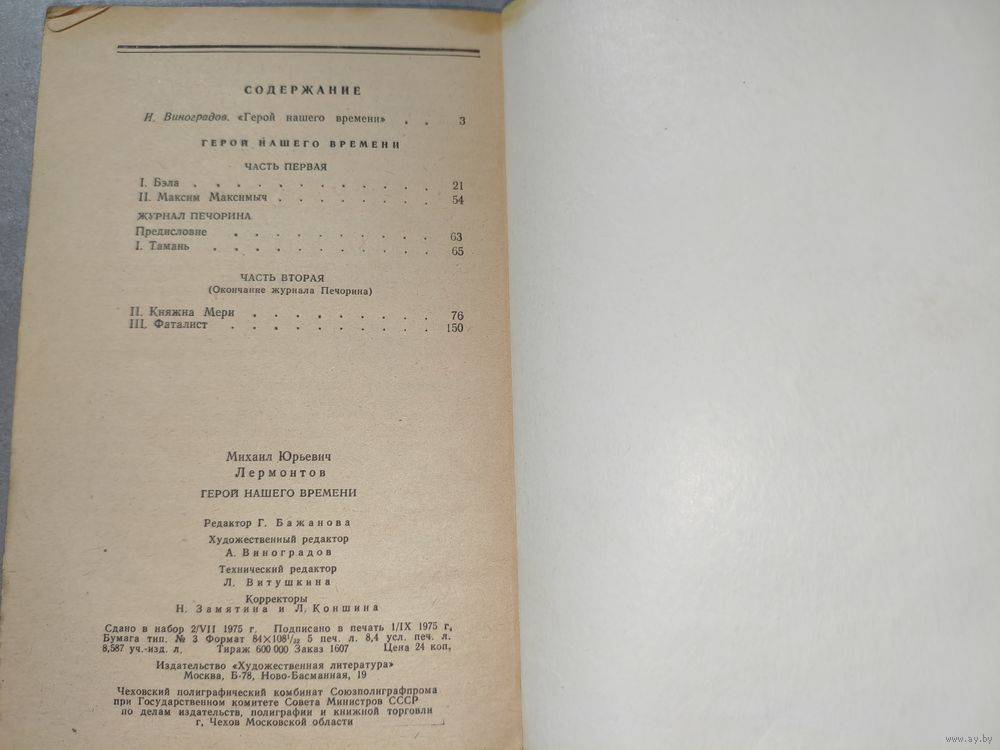 СОДЕРЖАНИЕ
И. Виноградов. «Герой нашего времени» . . 3
ГЕРОЙ НАШЕГО ВРЕМЕНИ
ЧАСТЬ ПЕРВАЯ
I. Бэла . . . . . . . . . . . . 21
II. Максим Максимыч . . . . . . . . 54
ЖУРНАЛ ПЕЧОРИНА
Предисловие . . . . . . . . . . 63
I. Тамань . . . . . . . . . . . 65
ЧАСТЬ ВТОРАЯ
(Окончание журнала Печорина)
II. Княжна Мери . . . . . . . . . 76
III. Фаталист . . . . . . . . . . 150
Михаил Юрьевич
Лермонтов
ГЕРОЙ НАШЕГО ВРЕМЕНИ
Редактор Г. Бажанова
Художественный редактор
А. Виноградов
Технический редактор
Л. Витушкина
Корректоры
Н. Замятина и Л. Коншина
Сдано в набор 2/VII 1975 г. Подписано в печать 1/IX 1975 г.
Бумага тип. № 3 Формат 84×108¹/₃₂ 5 печ. л. 8,4 усл. печ. л.
8,587 уч.-изд. л. Тираж 600 000 Заказ 1607 Цена 24 коп.
Издательство «Художественная литература»
Москва, Б-78, Ново-Басманная, 19
Чеховский полиграфический комбинат Союзполиграфпрома
при Государственном комитете Совета Министров СССР
по делам издательств, полиграфии и книжной торговли
г. Чехов Московской области
www.ay.by